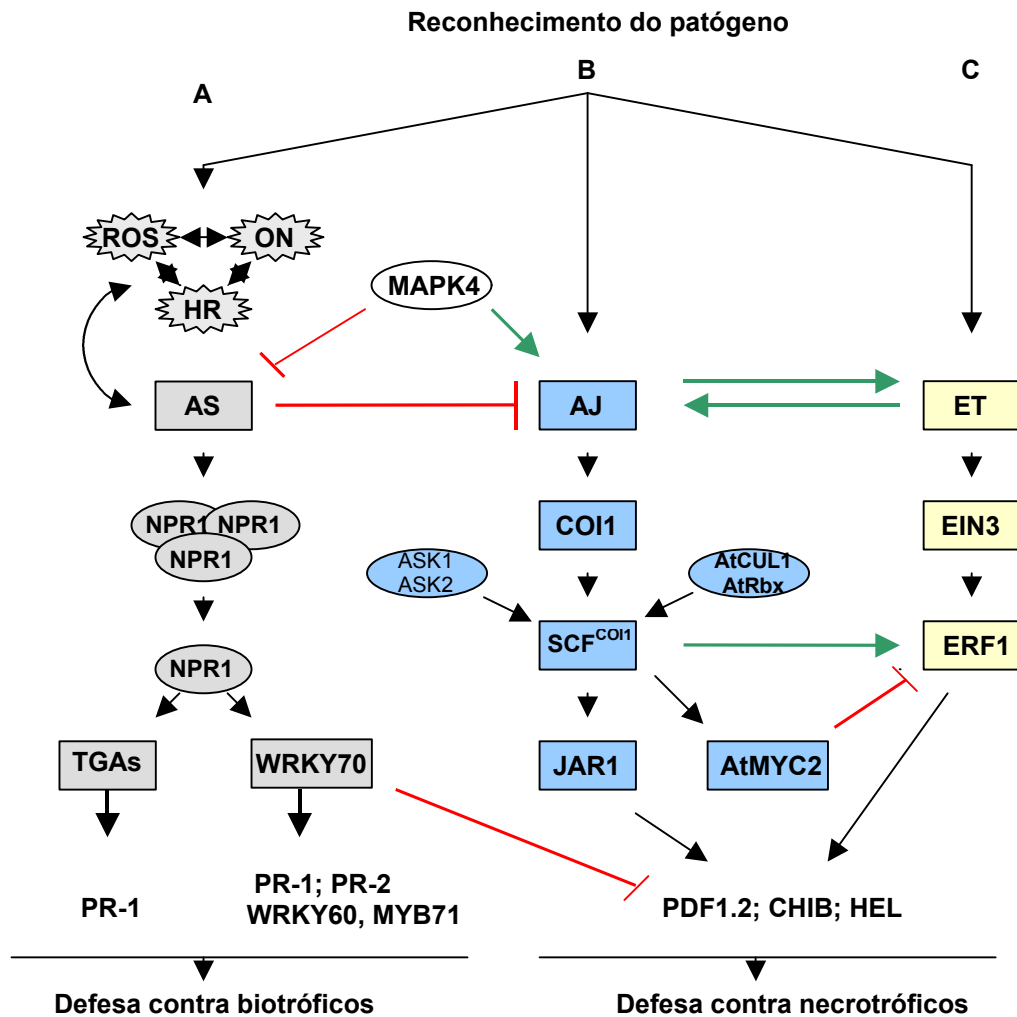 Reconhecimento do patógeno
A
B
C
ROS
ON
HR
MAPK4
AS
AJ
ET
NPR1
NPR1
NPR1
COI1
EIN3
ASK1
ASK2
AtCUL1
AtRbx
NPR1
SCF^COI1
ERF1
TGAs
WRKY70
JAR1
AtMYC2
PR-1
PR-1; PR-2
WRKY60, MYB71
PDF1.2; CHIB; HEL
Defesa contra biotróficos
Defesa contra necrotróficos